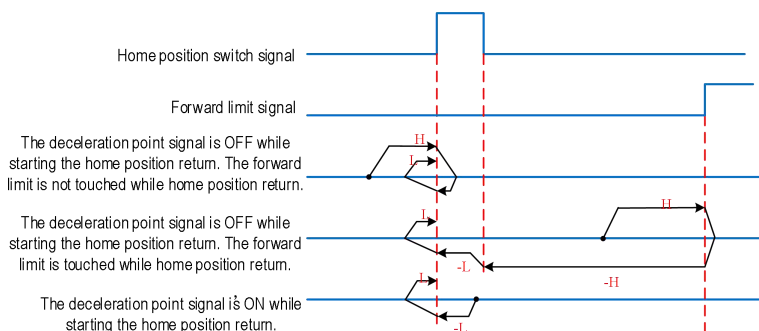 Home position switch signal
Forward limit signal
The deceleration point signal is OFF while
starting the home position return. The forward
limit is not touched while home position return.
H
L
The deceleration point signal is OFF while
starting the home position return. The forward
limit is touched while home position return.
L
H
-L
-H
The deceleration point signal is ON while
starting the home position return.
L
-L